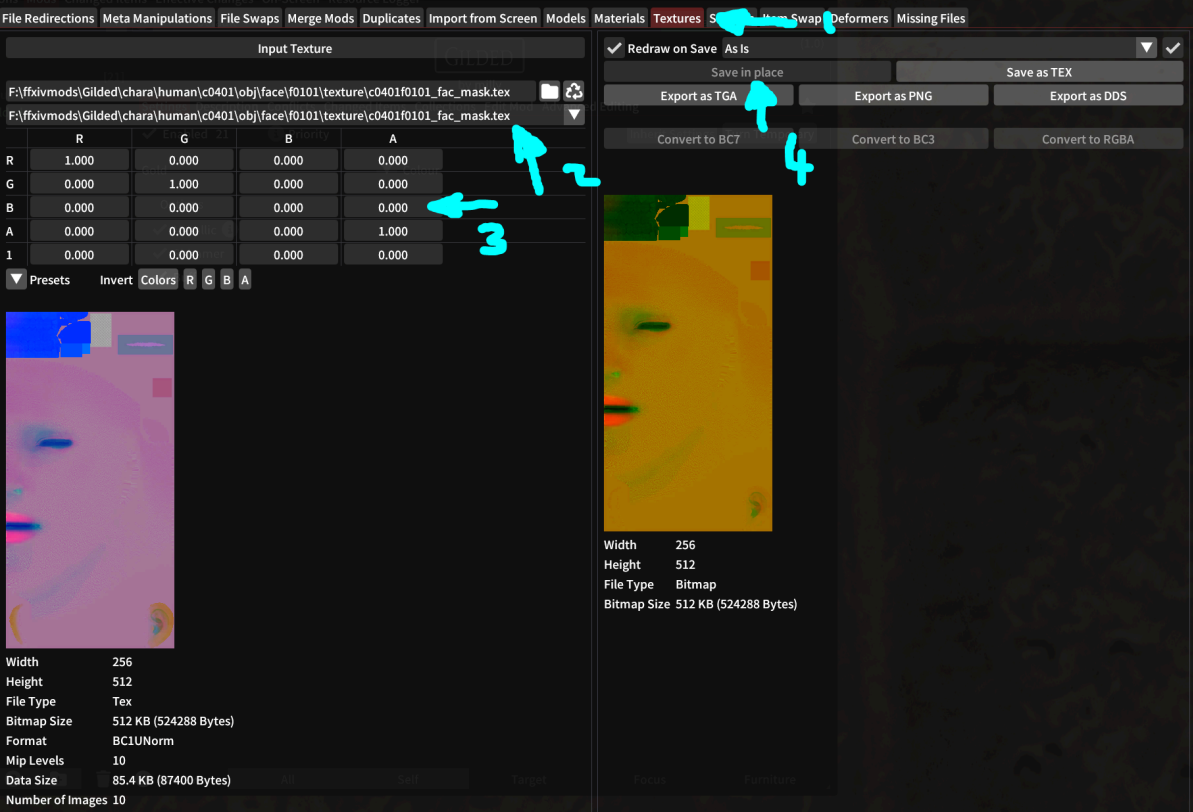 File Redirections Meta Manipulations File Swaps Merge Mods Duplicates Import from Screen Models Materials Textures Item Swap Deformers Missing Files
1
Input Texture
GILDED
F:\ffxivmods\Gilded\chara\human\c0401\obj\face\f0101\texture\c0401f0101_fac_mask.tex
F:\ffxivmods\Gilded\chara\human\c0401\obj\face\f0101\texture\c0401f0101_fac_mask.tex
R G B A
R 1.000 0.000 0.000 0.000
G 0.000 1.000 0.000 0.000
B 0.000 0.000 0.000 0.000
A 0.000 0.000 0.000 1.000
1 0.000 0.000 0.000 0.000
2
3
Presets Invert Colors R G B A
Width 256
Height 512
File Type Tex
Bitmap Size 512 KB (524288 Bytes)
Format BC1UNorm
Mip Levels 10
Data Size 85.4 KB (87400 Bytes)
Number of Images 10
Redraw on Save As Is
Save in place Save as TEX
Export as TGA Export as PNG Export as DDS
Convert to BC7 Convert to BC3 Convert to RGBA
4
Width 256
Height 512
File Type Bitmap
Bitmap Size 512 KB (524288 Bytes)
All Self Target Focus Furniture